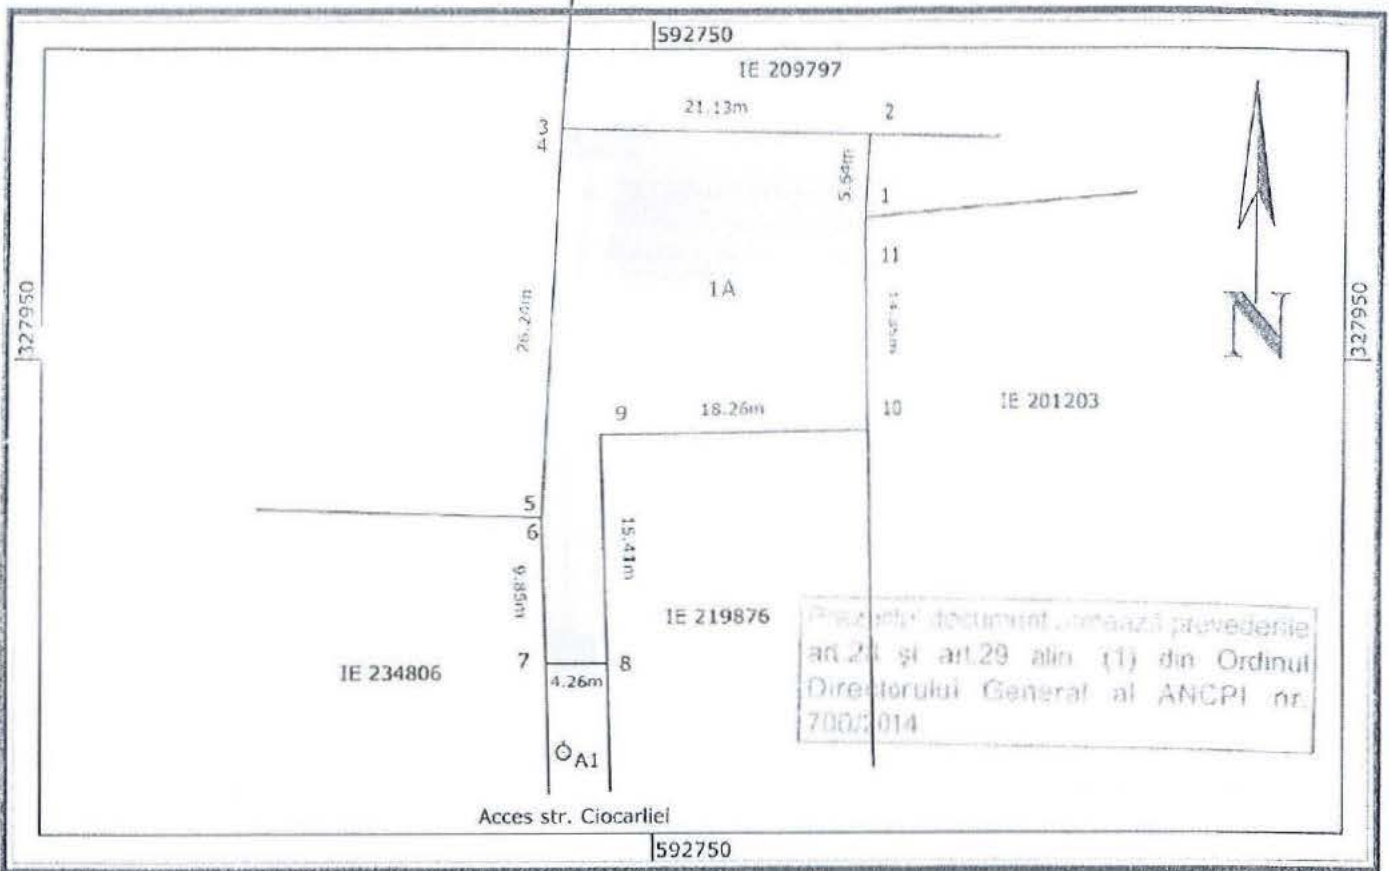 592750
IE 209797
21.13m
2
3
4
5.64m
1
11
1A
327950
327950
N
26.24m
9
18.26m
10
IE 201203
5
6
15.41m
9.85m
IE 219876
document prevederile
art.24 și art.29 alin. (1) din Ordinul
Directorului General al ANCPI nr.
700/2014
7
8
IE 234806
4.26m
A1
Acces str. Ciocarliei
592750